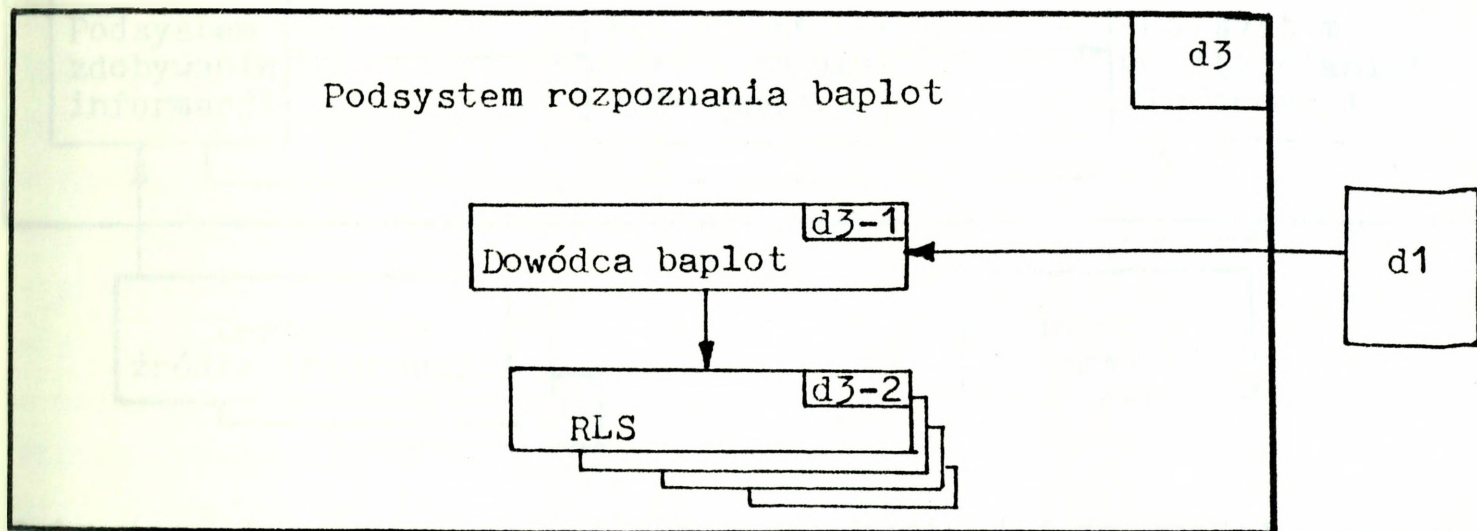 d3
Podsystem rozpoznania baplot
d3-1
Dowódca baplot
d1
d3-2
RLS